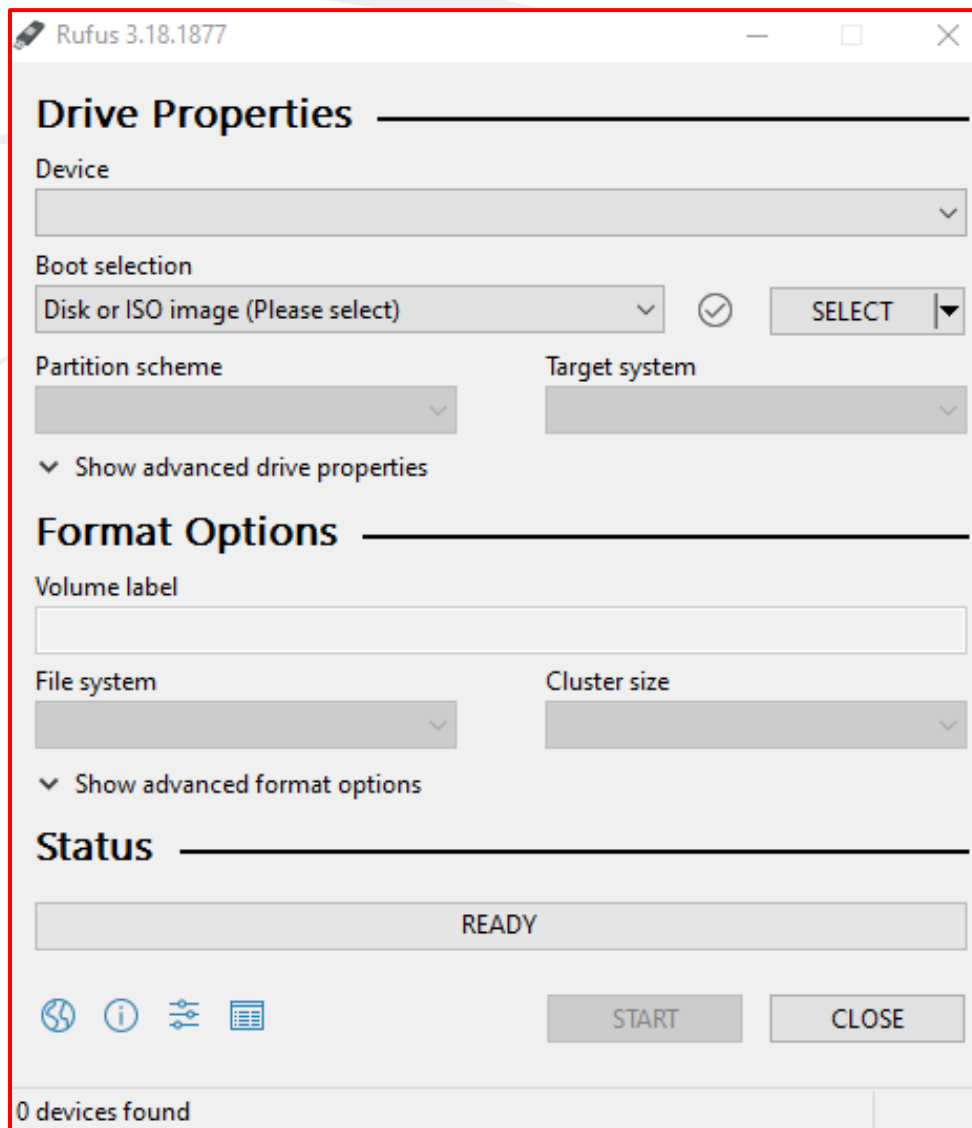 Rufus 3.18.1877
Drive Properties
Device
Boot selection
Disk or ISO image (Please select)
SELECT
Partition scheme Target system
Show advanced drive properties
Format Options
Volume label
File system Cluster size
Show advanced format options
Status
READY
START CLOSE
0 devices found